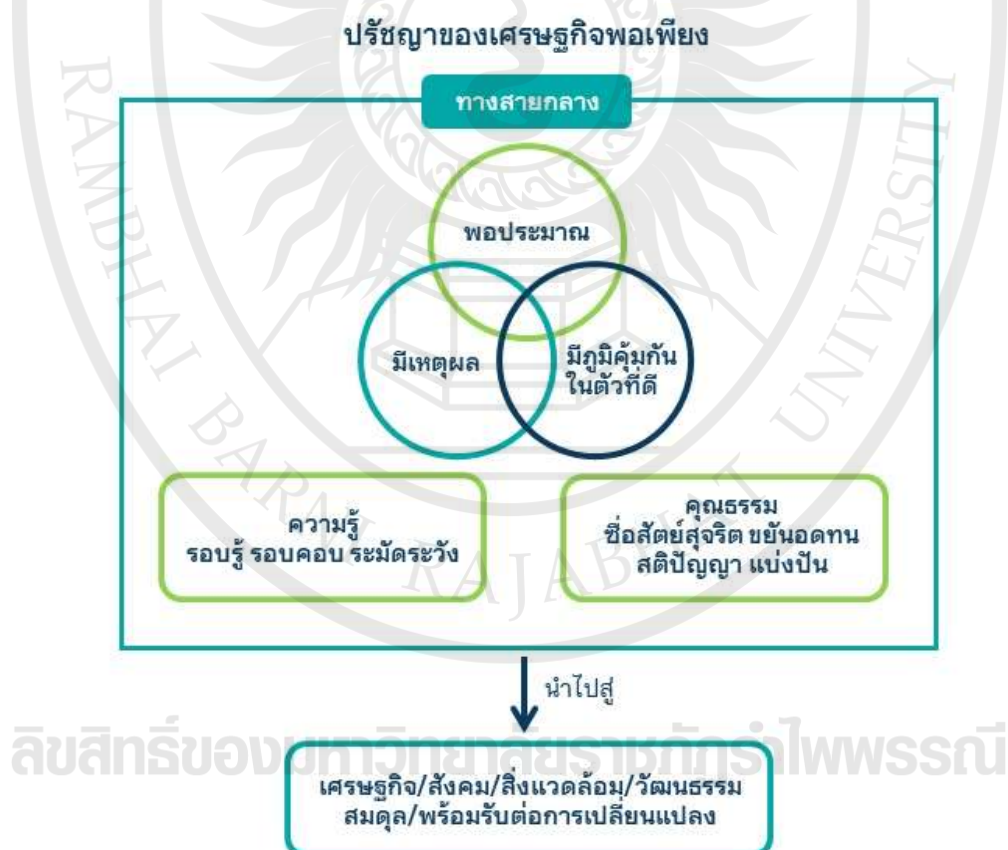 ปรัชญาของเศรษฐกิจพอเพียง
ทางสายกลาง
พอประมาณ
มีเหตุผล
มีภูมิคุ้มกัน
ในตัวที่ดี
ความรู้
รอบรู้ รอบคอบ ระมัดระวัง
คุณธรรม
ซื่อสัตย์สุจริต ขยันอดทน
สติปัญญา แบ่งปัน
นำไปสู่
เศรษฐกิจ/สังคม/สิ่งแวดล้อม/วัฒนธรรม
สมดุล/พร้อมรับต่อการเปลี่ยนแปลง
RAMBHAI BARNI RAJABHAT UNIVERSITY
ลิขสิทธิ์ของมหาวิทยาลัยราชภัฏรำไพพรรณี